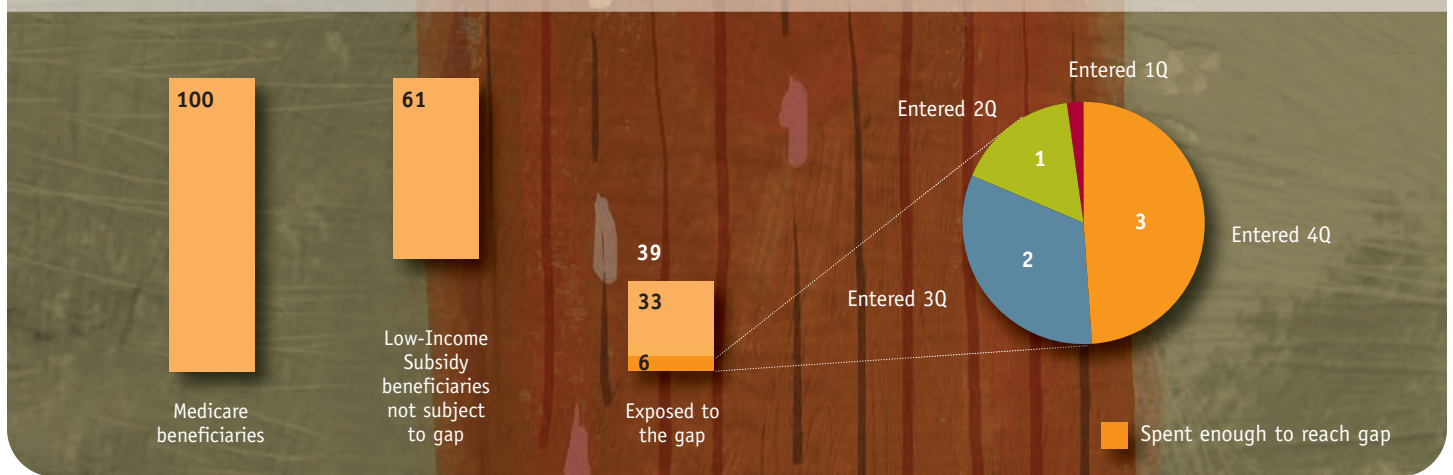 100
Medicare
beneficiaries
61
Low-Income
Subsidy
beneficiaries
not subject
to gap
39
33
6
Exposed to
the gap
Entered 1Q
Entered 2Q
1
3
2
Entered 4Q
Entered 3Q
Spent enough to reach gap